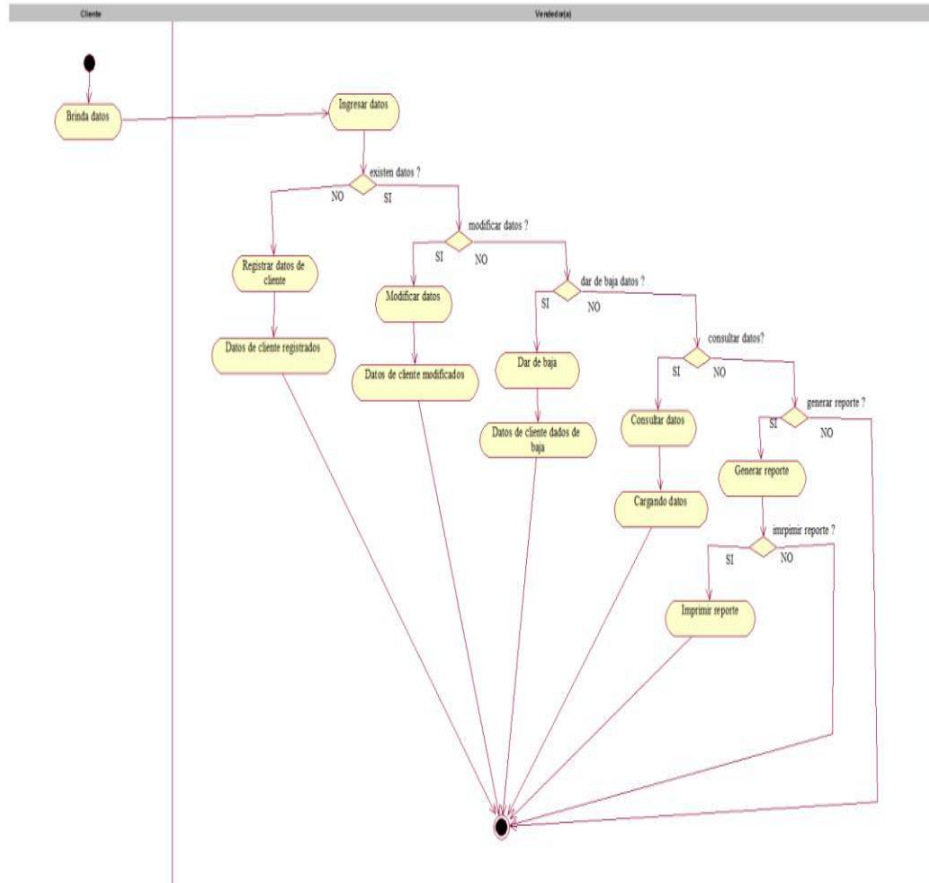 Cliente
Vendedor(a)
Brinda datos
Ingresar datos
existen datos ?
NO
SI
modificar datos ?
SI
NO
Registrar datos de
cliente
Modificar datos
dar de baja datos ?
SI
NO
Datos de cliente registrados
Datos de cliente modificados
Dar de baja
consultar datos?
SI
NO
Datos de cliente dados de
baja
Consultar datos
generar reporte ?
SI
NO
Cargando datos
Generar reporte
imrpimir reporte ?
SI
NO
Imprimir reporte